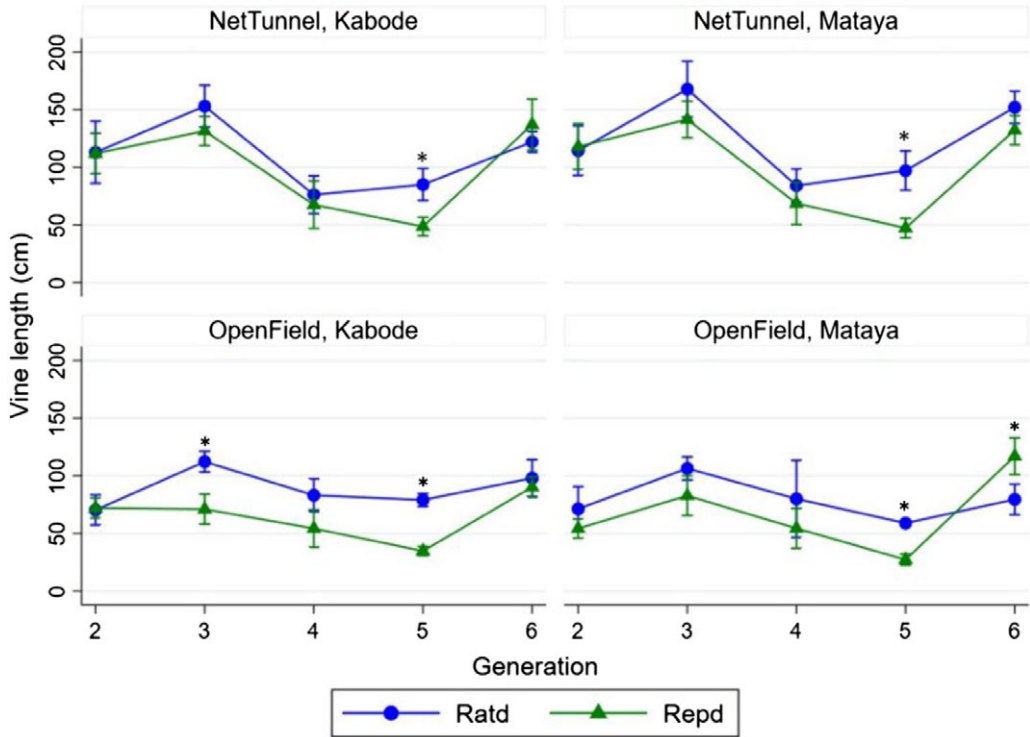 NetTunnel, Kabode
NetTunnel, Mataya
200
150
100
50
0
*
*
OpenField, Kabode
OpenField, Mataya
200
150
100
50
0
*
*
*
*
Vine length (cm)
2 3 4 5 6
2 3 4 5 6
Generation
Ratd Repd